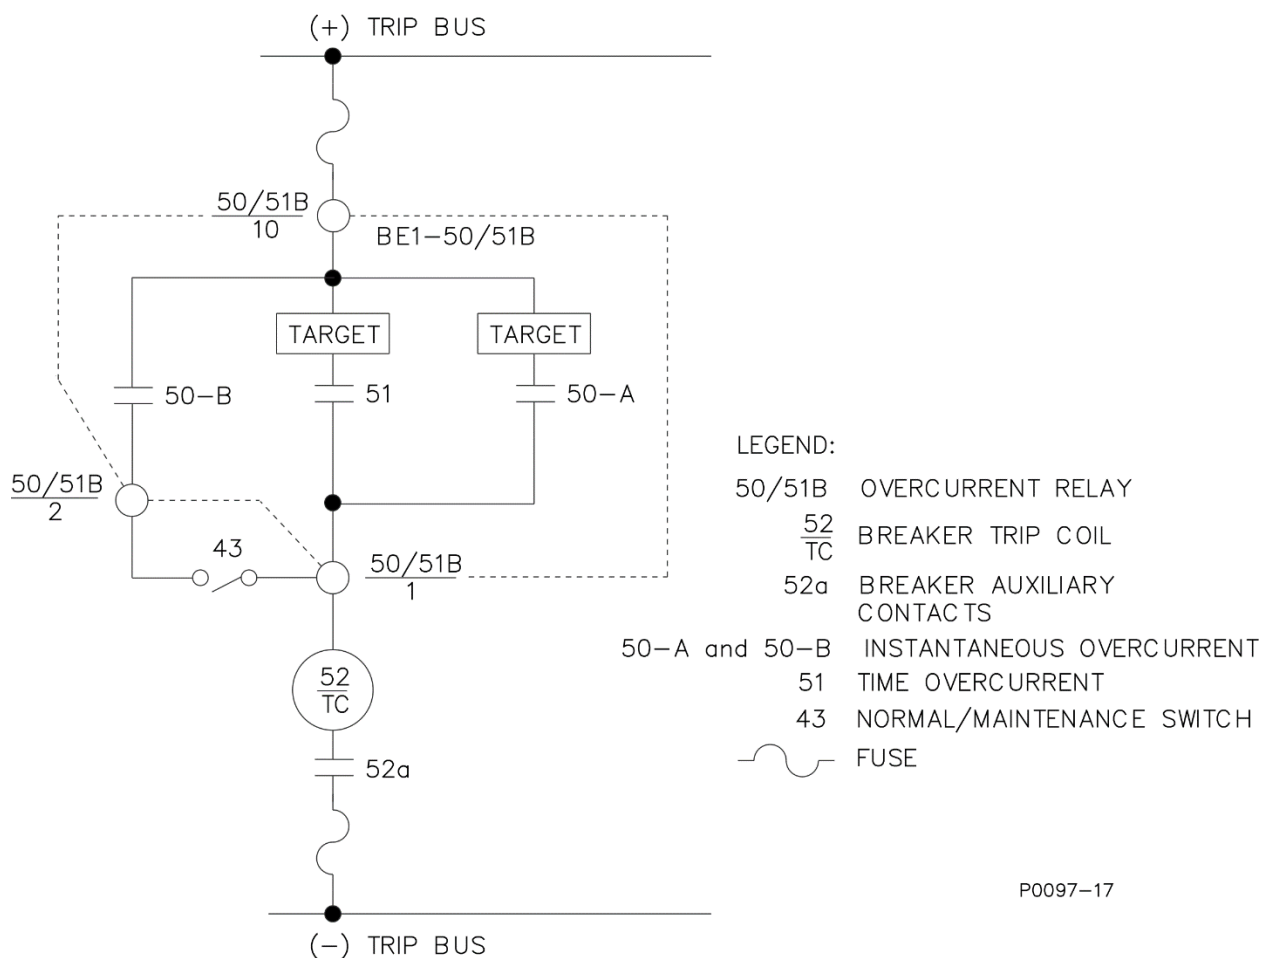 (+) TRIP BUS
50/51B
10
BE1-50/51B
TARGET
TARGET
50-B
51
50-A
50/51B
2
43
50/51B
1
52
TC
52a
(-) TRIP BUS
LEGEND:
50/51B OVERCURRENT RELAY
52
TC BREAKER TRIP COIL
52a BREAKER AUXILIARY
CONTACTS
50-A and 50-B INSTANTANEOUS OVERCURRENT
51 TIME OVERCURRENT
43 NORMAL/MAINTENANCE SWITCH
FUSE
P0097-17